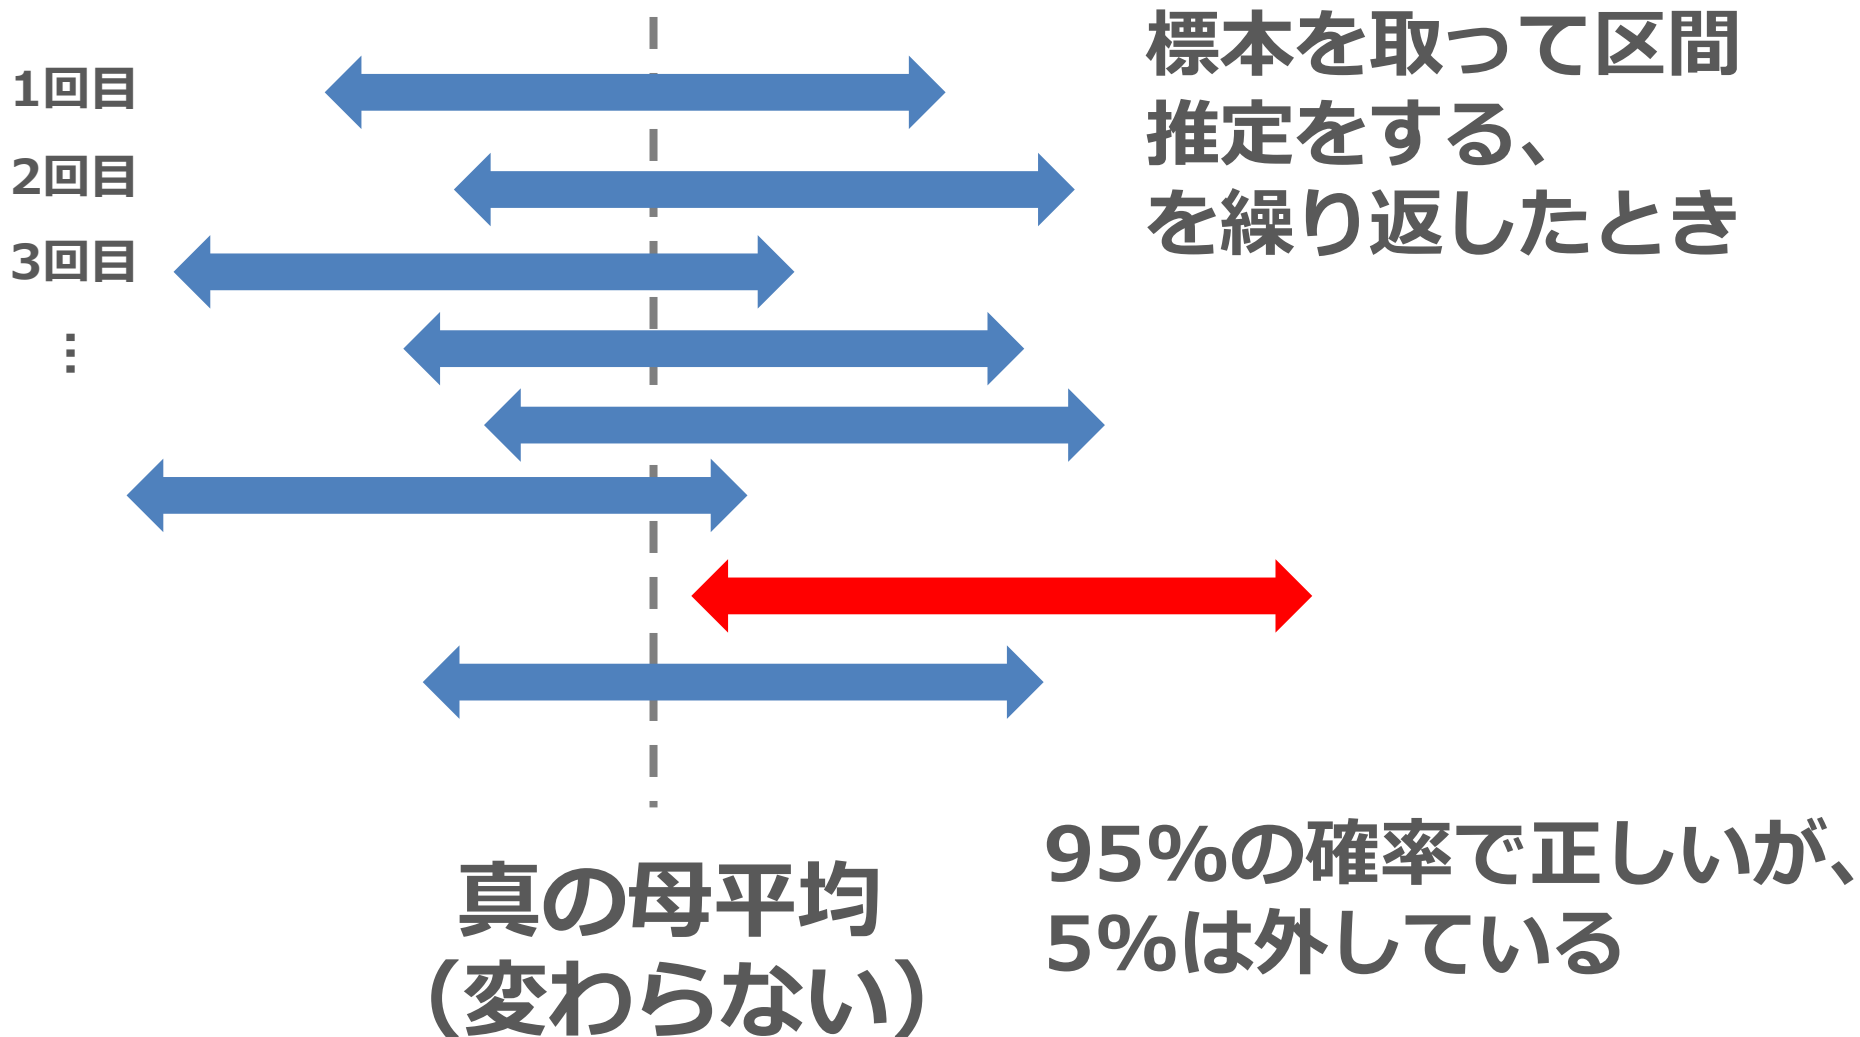 標本を取って区間
推定をする、
を繰り返したとき
1回目
2回目
3回目
…
95%の確率で正しいが、
5%は外している
真の母平均
（変わらない）